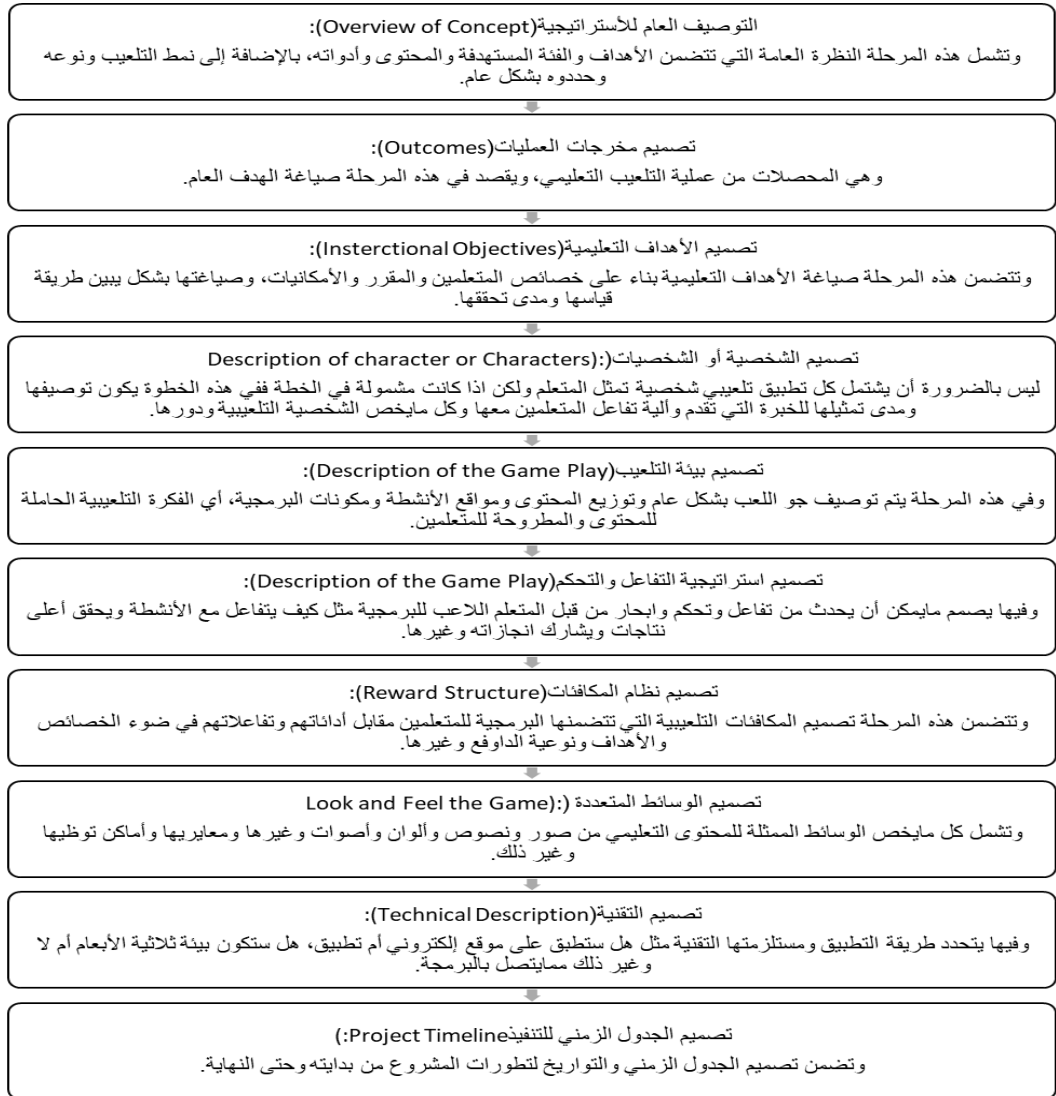 التوصيف العام للأستراتيجية(Overview of Concept):
وتشمل هذه المرحلة النظرة العامة التي تتضمن الأهداف والفئة المستهدفة والمحتوى وأدواته، بالإضافة إلى نمط التلعيب ونوعه
وحددوه بشكل عام.
تصميم مخرجات العمليات(Outcomes):
وهي المحصلات من عملية التلعيب التعليمي، ويقصد في هذه المرحلة صياغة الهدف العام.
تصميم الأهداف التعليمية(Insterctional Objectives):
وتتضمن هذه المرحلة صياغة الأهداف التعليمية بناء على خصائص المتعلمين والمقرر والأمكانيات، وصياغتها بشكل يبين طريقة
قياسها ومدى تحققها.
تصميم الشخصية أو الشخصيات(:(Description of character or Characters
ليس بالضرورة أن يشتمل كل تطبيق تلعيبي شخصية تمثل المتعلم ولكن اذا كانت مشمولة في الخطة ففي هذه الخطوة يكون توصيفها
ومدى تمثيلها للخبرة التي تقدم وألية تفاعل المتعلمين معها وكل مايخص الشخصية التلعيبية ودورها.
تصميم بيئة التلعيب(Description of the Game Play):
وفي هذه المرحلة يتم توصيف جو اللعب بشكل عام وتوزيع المحتوى ومواقع الأنشطة ومكونات البرمجية، أي الفكرة التلعيبية الحاملة
للمحتوى والمطروحة للمتعلمين.
تصميم استراتيجية التفاعل والتحكم(Description of the Game Play):
وفيها يصمم مايمكن أن يحدث من تفاعل وتحكم وابحار من قبل المتعلم اللاعب للبرمجية مثل كيف يتفاعل مع الأنشطة ويحقق أعلى
نتاجات ويشارك انجازاته وغيرها.
تصميم نظام المكافئات(Reward Structure):
وتتضمن هذه المرحلة تصميم المكافئات التلعيبية التي تتضمنها البرمجية للمتعلمين مقابل أدائاتهم وتفاعلاتهم في ضوء الخصائص
والأهداف ونوعية الداوفع وغيرها.
تصميم الوسائط المتعددة (:(Look and Feel the Game
وتشمل كل مايخص الوسائط الممثلة للمحتوى التعليمي من صور ونصوص وألوان وأصوات وغيرها ومعايريها وأماكن توظيها
وغير ذلك.
تصميم التقنية(Technical Description):
وفيها يتحدد طريقة التطبيق ومستلزمتها التقنية مثل هل ستطبق على موقع إلكتروني أم تطبيق، هل ستكون بيئة ثلاثية الأبعام أم لا
وغير ذلك ممايتصل بالبرمجة.
تصميم الجدول الزمني للتنفيذProject Timeline:)
وتضمن تصميم الجدول الزمني والتواريخ لتطورات المشروع من بدايته وحتى النهاية.